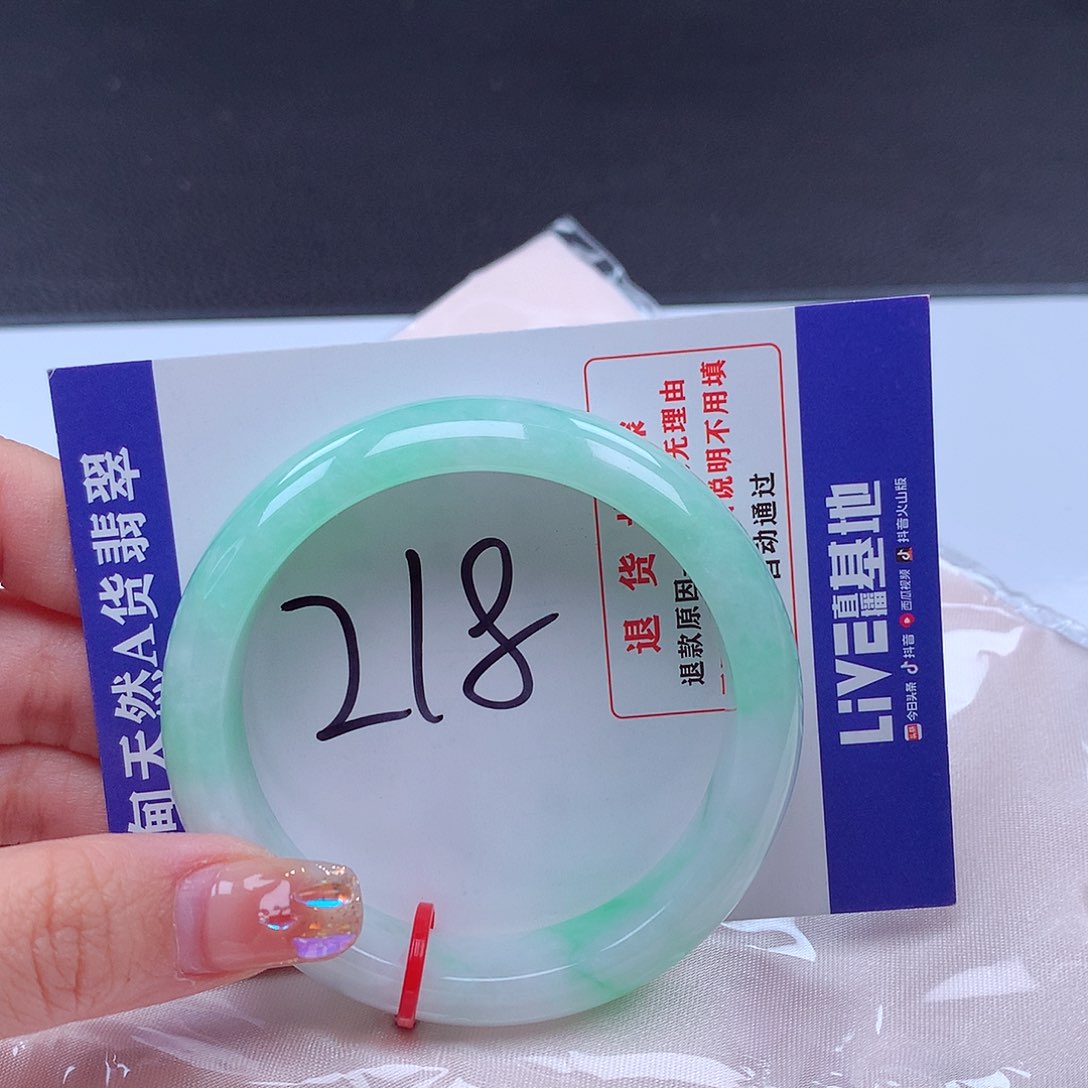 缅天然A货翡翠
218
退货
无理由
退款原因
说明不用填
自动通过
LiVE直播基地
今日头条 抖音 西瓜视频 抖音火山版